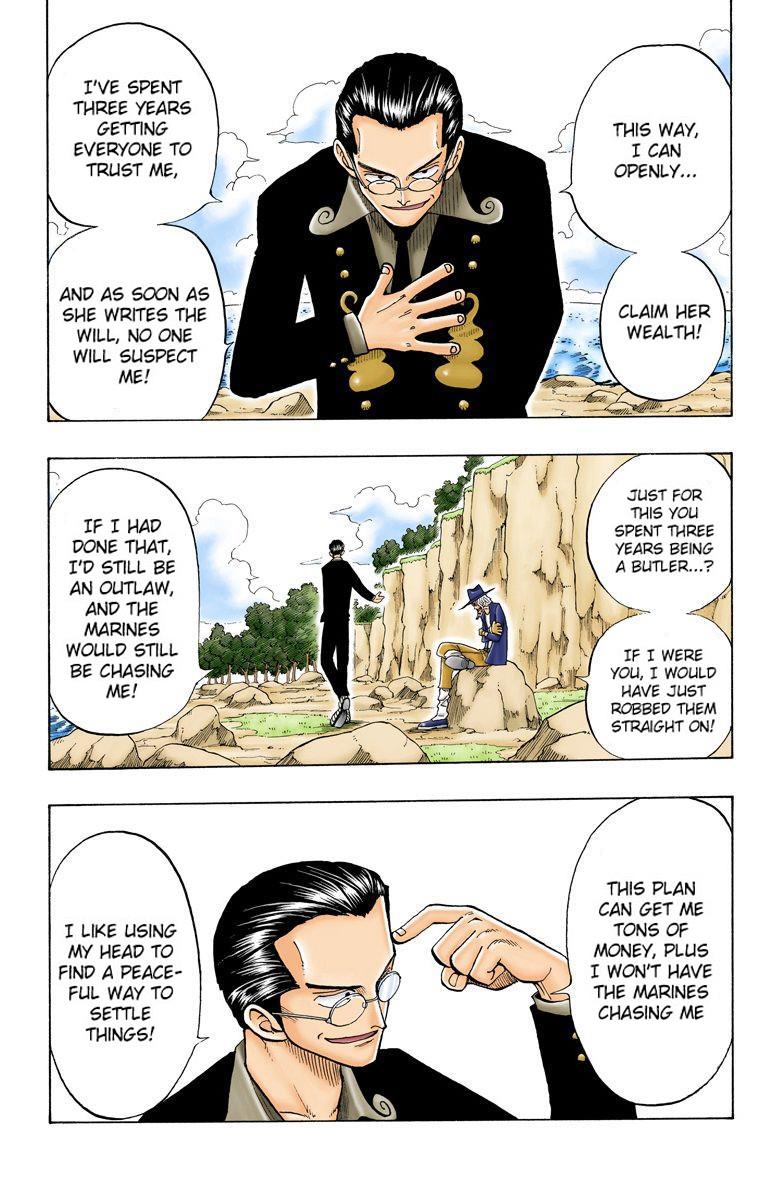 THIS WAY,
I CAN
OPENLY...
CLAIM HER
WEALTH!
I'VE SPENT
THREE YEARS
GETTING
EVERYONE TO
TRUST ME,
AND AS SOON AS
SHE WRITES THE
WILL, NO ONE
WILL SUSPECT
ME!
JUST FOR
THIS YOU
SPENT THREE
YEARS BEING
A BUTLER...?
IF I WERE
YOU, I WOULD
HAVE JUST
ROBBED THEM
STRAIGHT ON!
IF I HAD
DONE THAT,
I'D STILL BE
AN OUTLAW,
AND THE
MARINES
WOULD STILL
BE CHASING
ME!
THIS PLAN
CAN GET ME
TONS OF
MONEY, PLUS
I WON'T HAVE
THE MARINES
CHASING ME
I LIKE USING
MY HEAD TO
FIND A PEACE-
FUL WAY TO
SETTLE
THINGS!